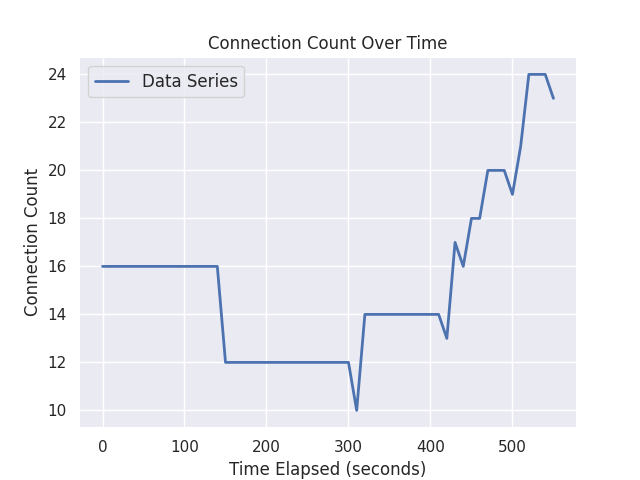 Connection Count Over Time
Data Series
Connection Count
24
22
20
18
16
14
12
10
0 100 200 300 400 500
Time Elapsed (seconds)